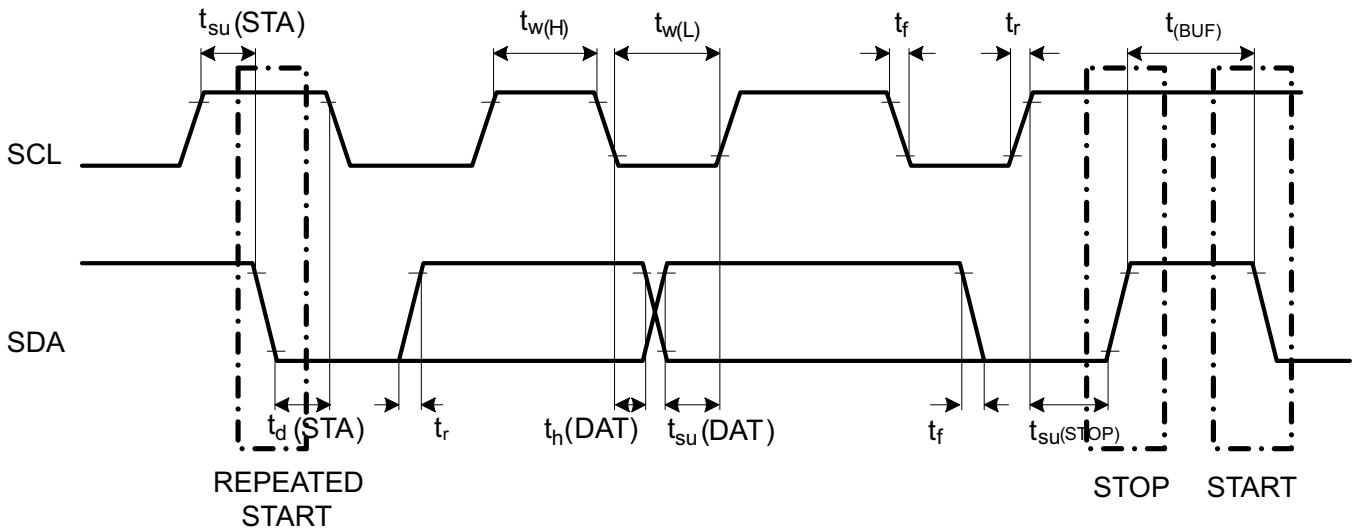 tsu(STA)
tw(H)
tw(L)
tf
tr
t(BUF)
SCL
SDA
td(STA)
tr
th(DAT)
tsu(DAT)
tf
tsu(STOP)
REPEATED
START
STOP
START